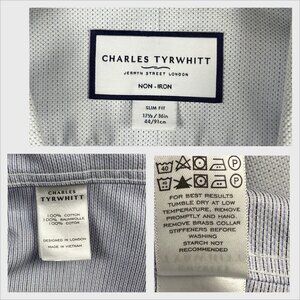 CHARLES TYRWHITT
JERMYN STREET LONDON
NON-IRON
SLIM FIT
17½ / 36in
44/91cm
CHARLES
TYRWHITT
100% COTTON
100% BAUMWOLLE
100% COTON
DESIGNED IN LONDON
MADE IN VIETNAM
40
P
40
P
FOR BEST RESULTS
TUMBLE DRY AT LOW
TEMPERATURE, REMOVE
PROMPTLY AND HANG.
REMOVE BRASS COLLAR
STIFFENERS BEFORE
WASHING
STARCH NOT
RECOMMENDED